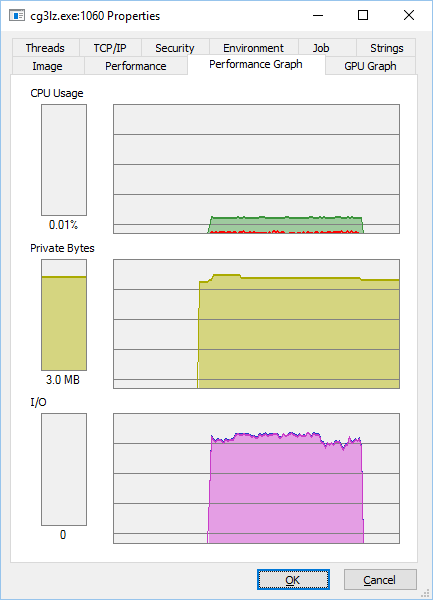 cg3lz.exe:1060 Properties
Threads TCP/IP Security Environment Job Strings
Image Performance Performance Graph GPU Graph
CPU Usage
0.01%
Private Bytes
3.0 MB
I/O
0
OK Cancel